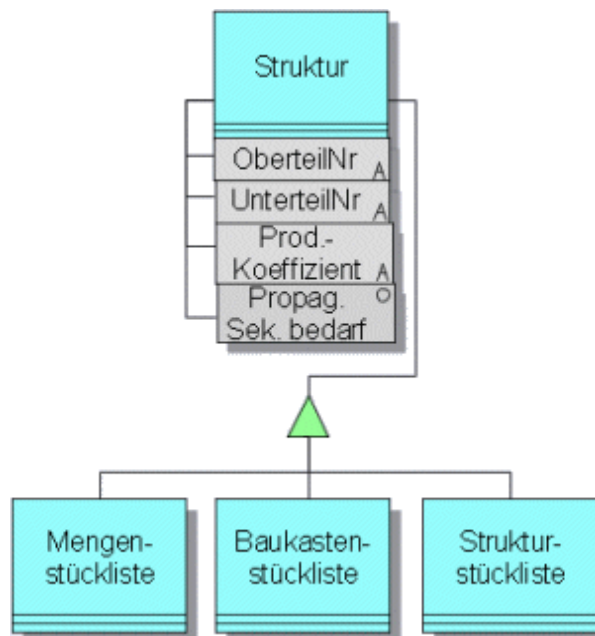 Struktur
OberteilNr
A
UnterteilNr
A
Prod.-
Koeffizient
A
Propag.
O
Sek. bedarf
Mengen-
stückliste
Baukasten-
stückliste
Struktur-
stückliste